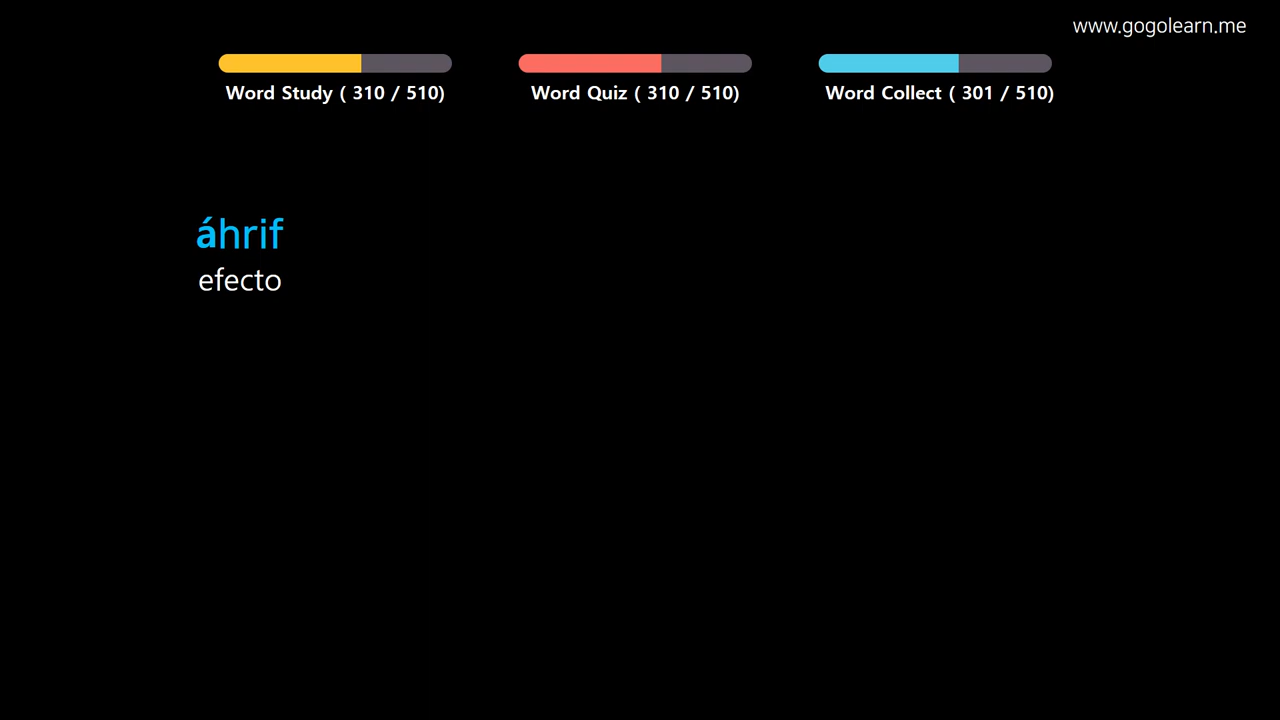 www.gogolearn.me
Word Study ( 310 / 510)
Word Quiz ( 310 / 510)
Word Collect ( 301 / 510)
áhrif
efecto